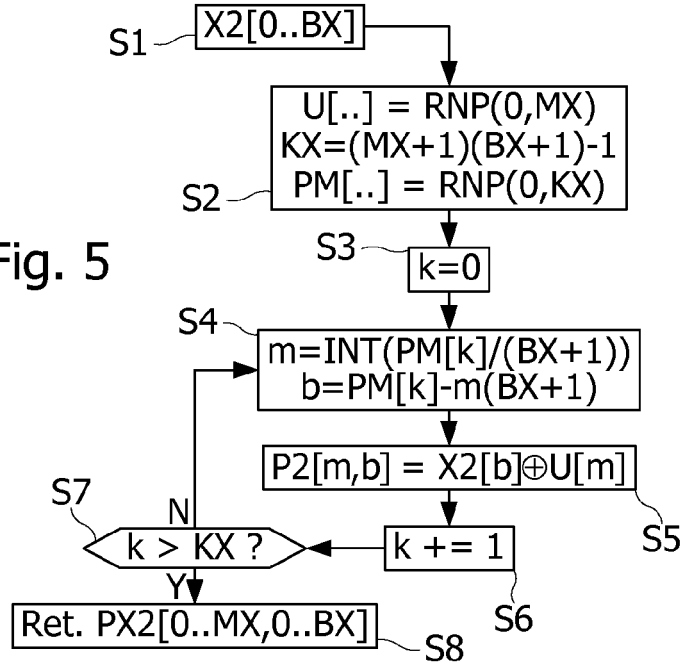 X2[0..BX]
S1
U[..] = RNP(0,MX)
KX=(MX+1)(BX+1)-1
PM[..] = RNP(0,KX)
S2
S3
Fig. 5
k=0
S4
m=INT(PM[k]/(BX+1))
b=PM[k]-m(BX+1)
P2[m,b] = X2[b]⊕U[m]
S5
S7
N
k > KX ?
k += 1
S6
Y
Ret. PX2[0..MX,0..BX]
S8